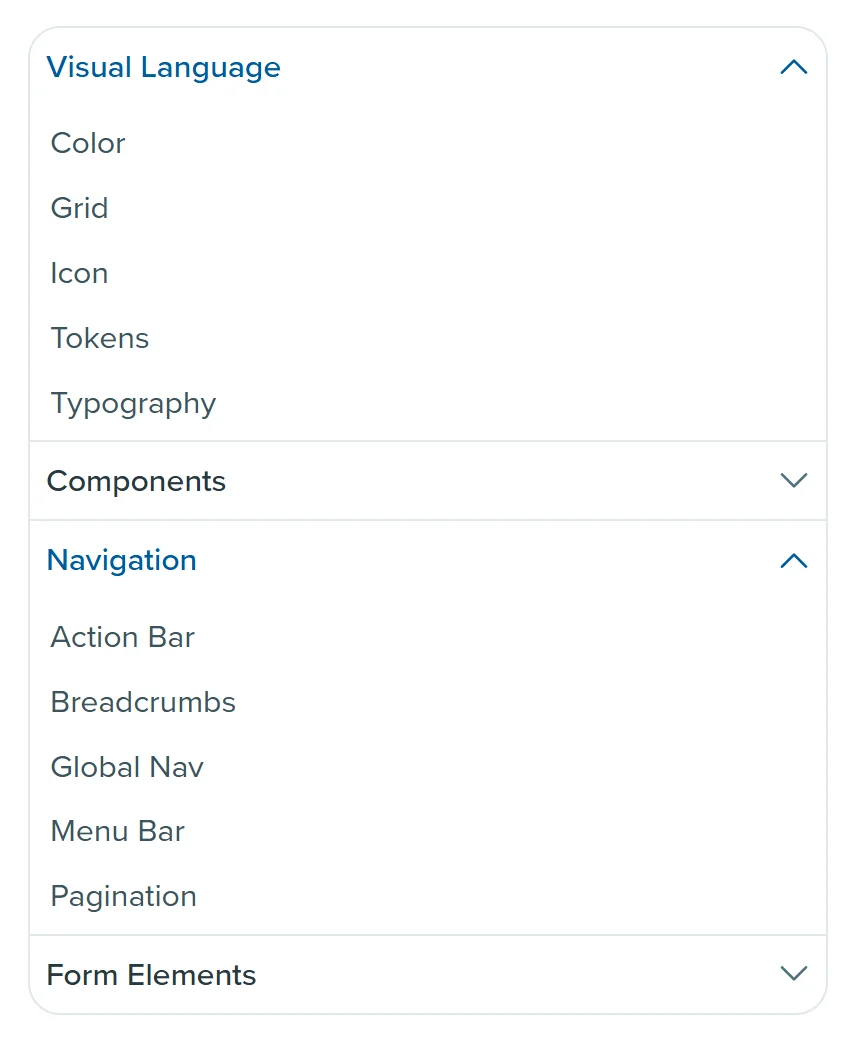 Visual Language
Color
Grid
Icon
Tokens
Typography
Components
Navigation
Action Bar
Breadcrumbs
Global Nav
Menu Bar
Pagination
Form Elements